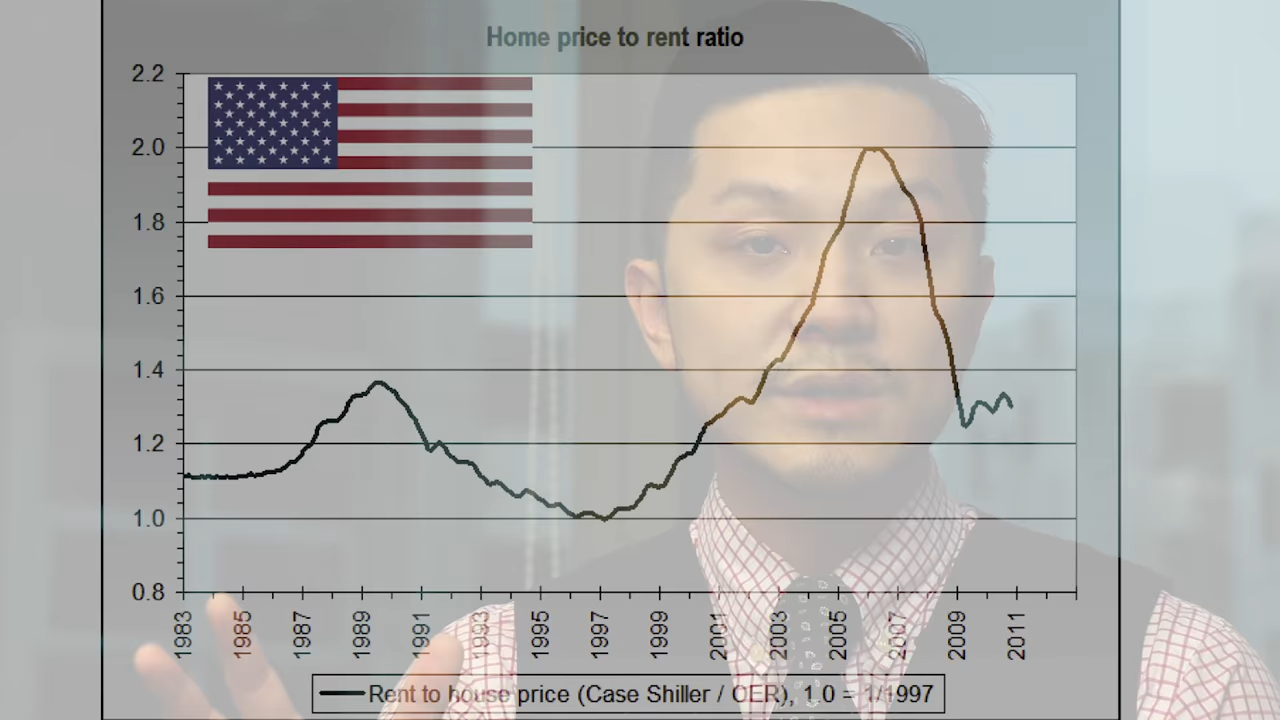 Home price to rent ratio
2.2
2.0
1.8
1.6
1.4
1.2
1.0
0.8
1983 1985 1987 1989 1991 1993 1995 1997 1999 2001 2003 2005 2007 2009 2011
Rent to house price (Case Shiller / OER), 1.0 = 1/1997